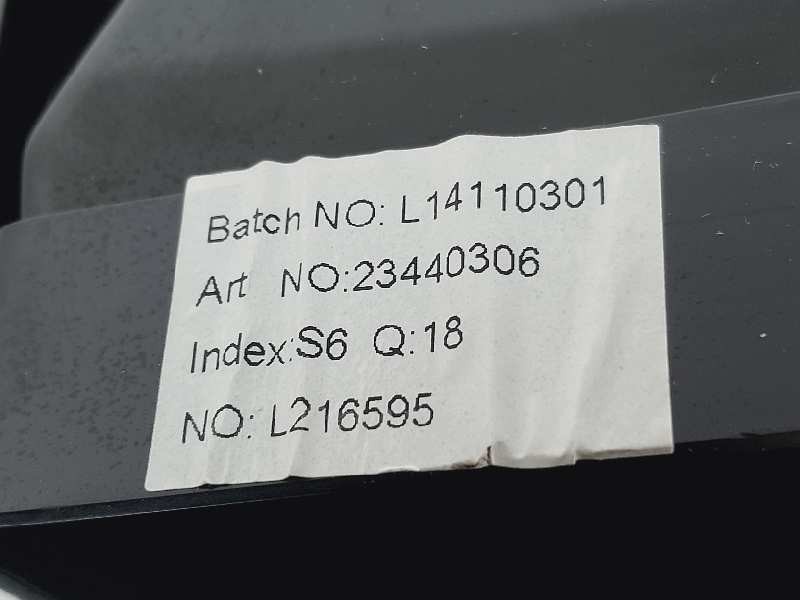 Batch NO: L14110301
Art NO:23440306
Index:S6 Q:18
NO: L216595